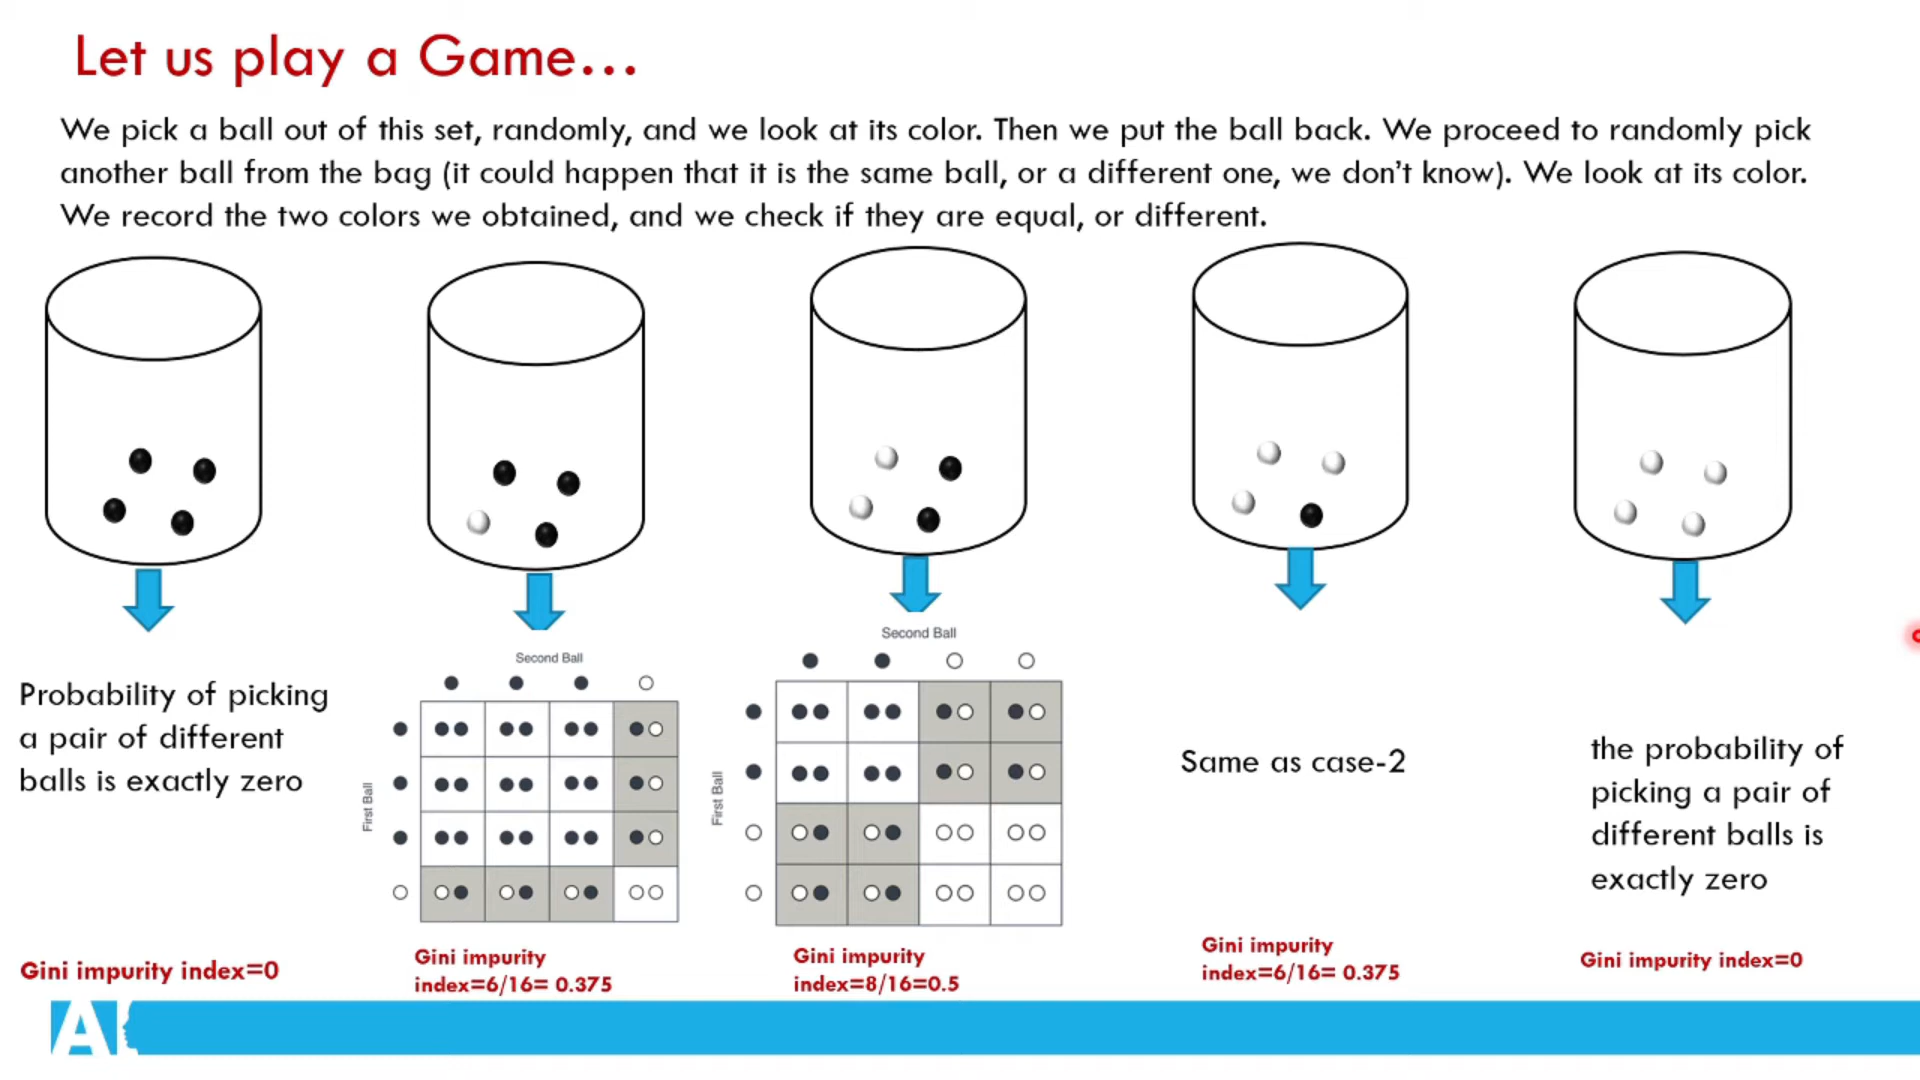 Let us play a Game...
We pick a ball out of this set, randomly, and we look at its color. Then we put the ball back. We proceed to randomly pick
another ball from the bag (it could happen that it is the same ball, or a different one, we don't know). We look at its color.
We record the two colors we obtained, and we check if they are equal, or different.
Probability of picking
a pair of different
balls is exactly zero
Gini impurity index=0
Second Ball
First Ball
Gini impurity
index=6/16= 0.375
Second Ball
First Ball
Gini impurity
index=8/16=0.5
Same as case-2
Gini impurity
index=6/16= 0.375
the probability of
picking a pair of
different balls is
exactly zero
Gini impurity index=0
AI